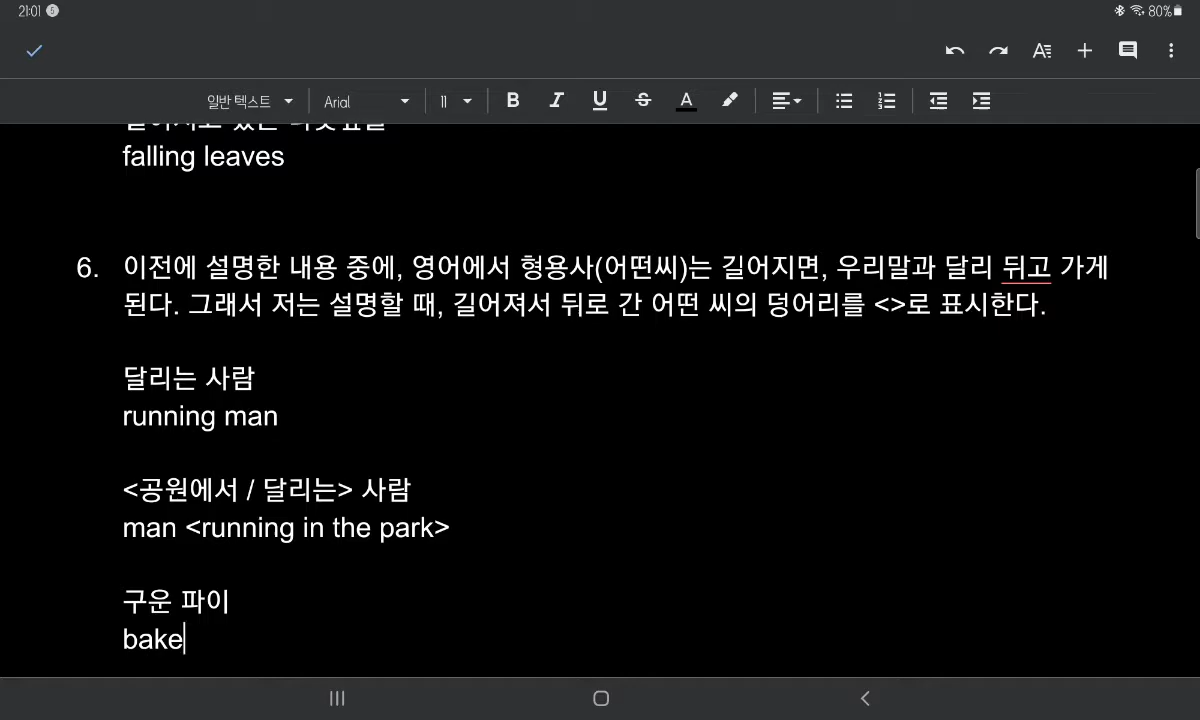 21:01 5 80%
일반 텍스트 Arial 11 B I U S A
falling leaves
6. 이전에 설명한 내용 중에, 영어에서 형용사(어떤씨)는 길어지면, 우리말과 달리 뒤고 가게
된다. 그래서 저는 설명할 때, 길어져서 뒤로 간 어떤 씨의 덩어리를 <>로 표시한다.
달리는 사람
running man
<공원에서 / 달리는> 사람
man <running in the park>
구운 파이
bake